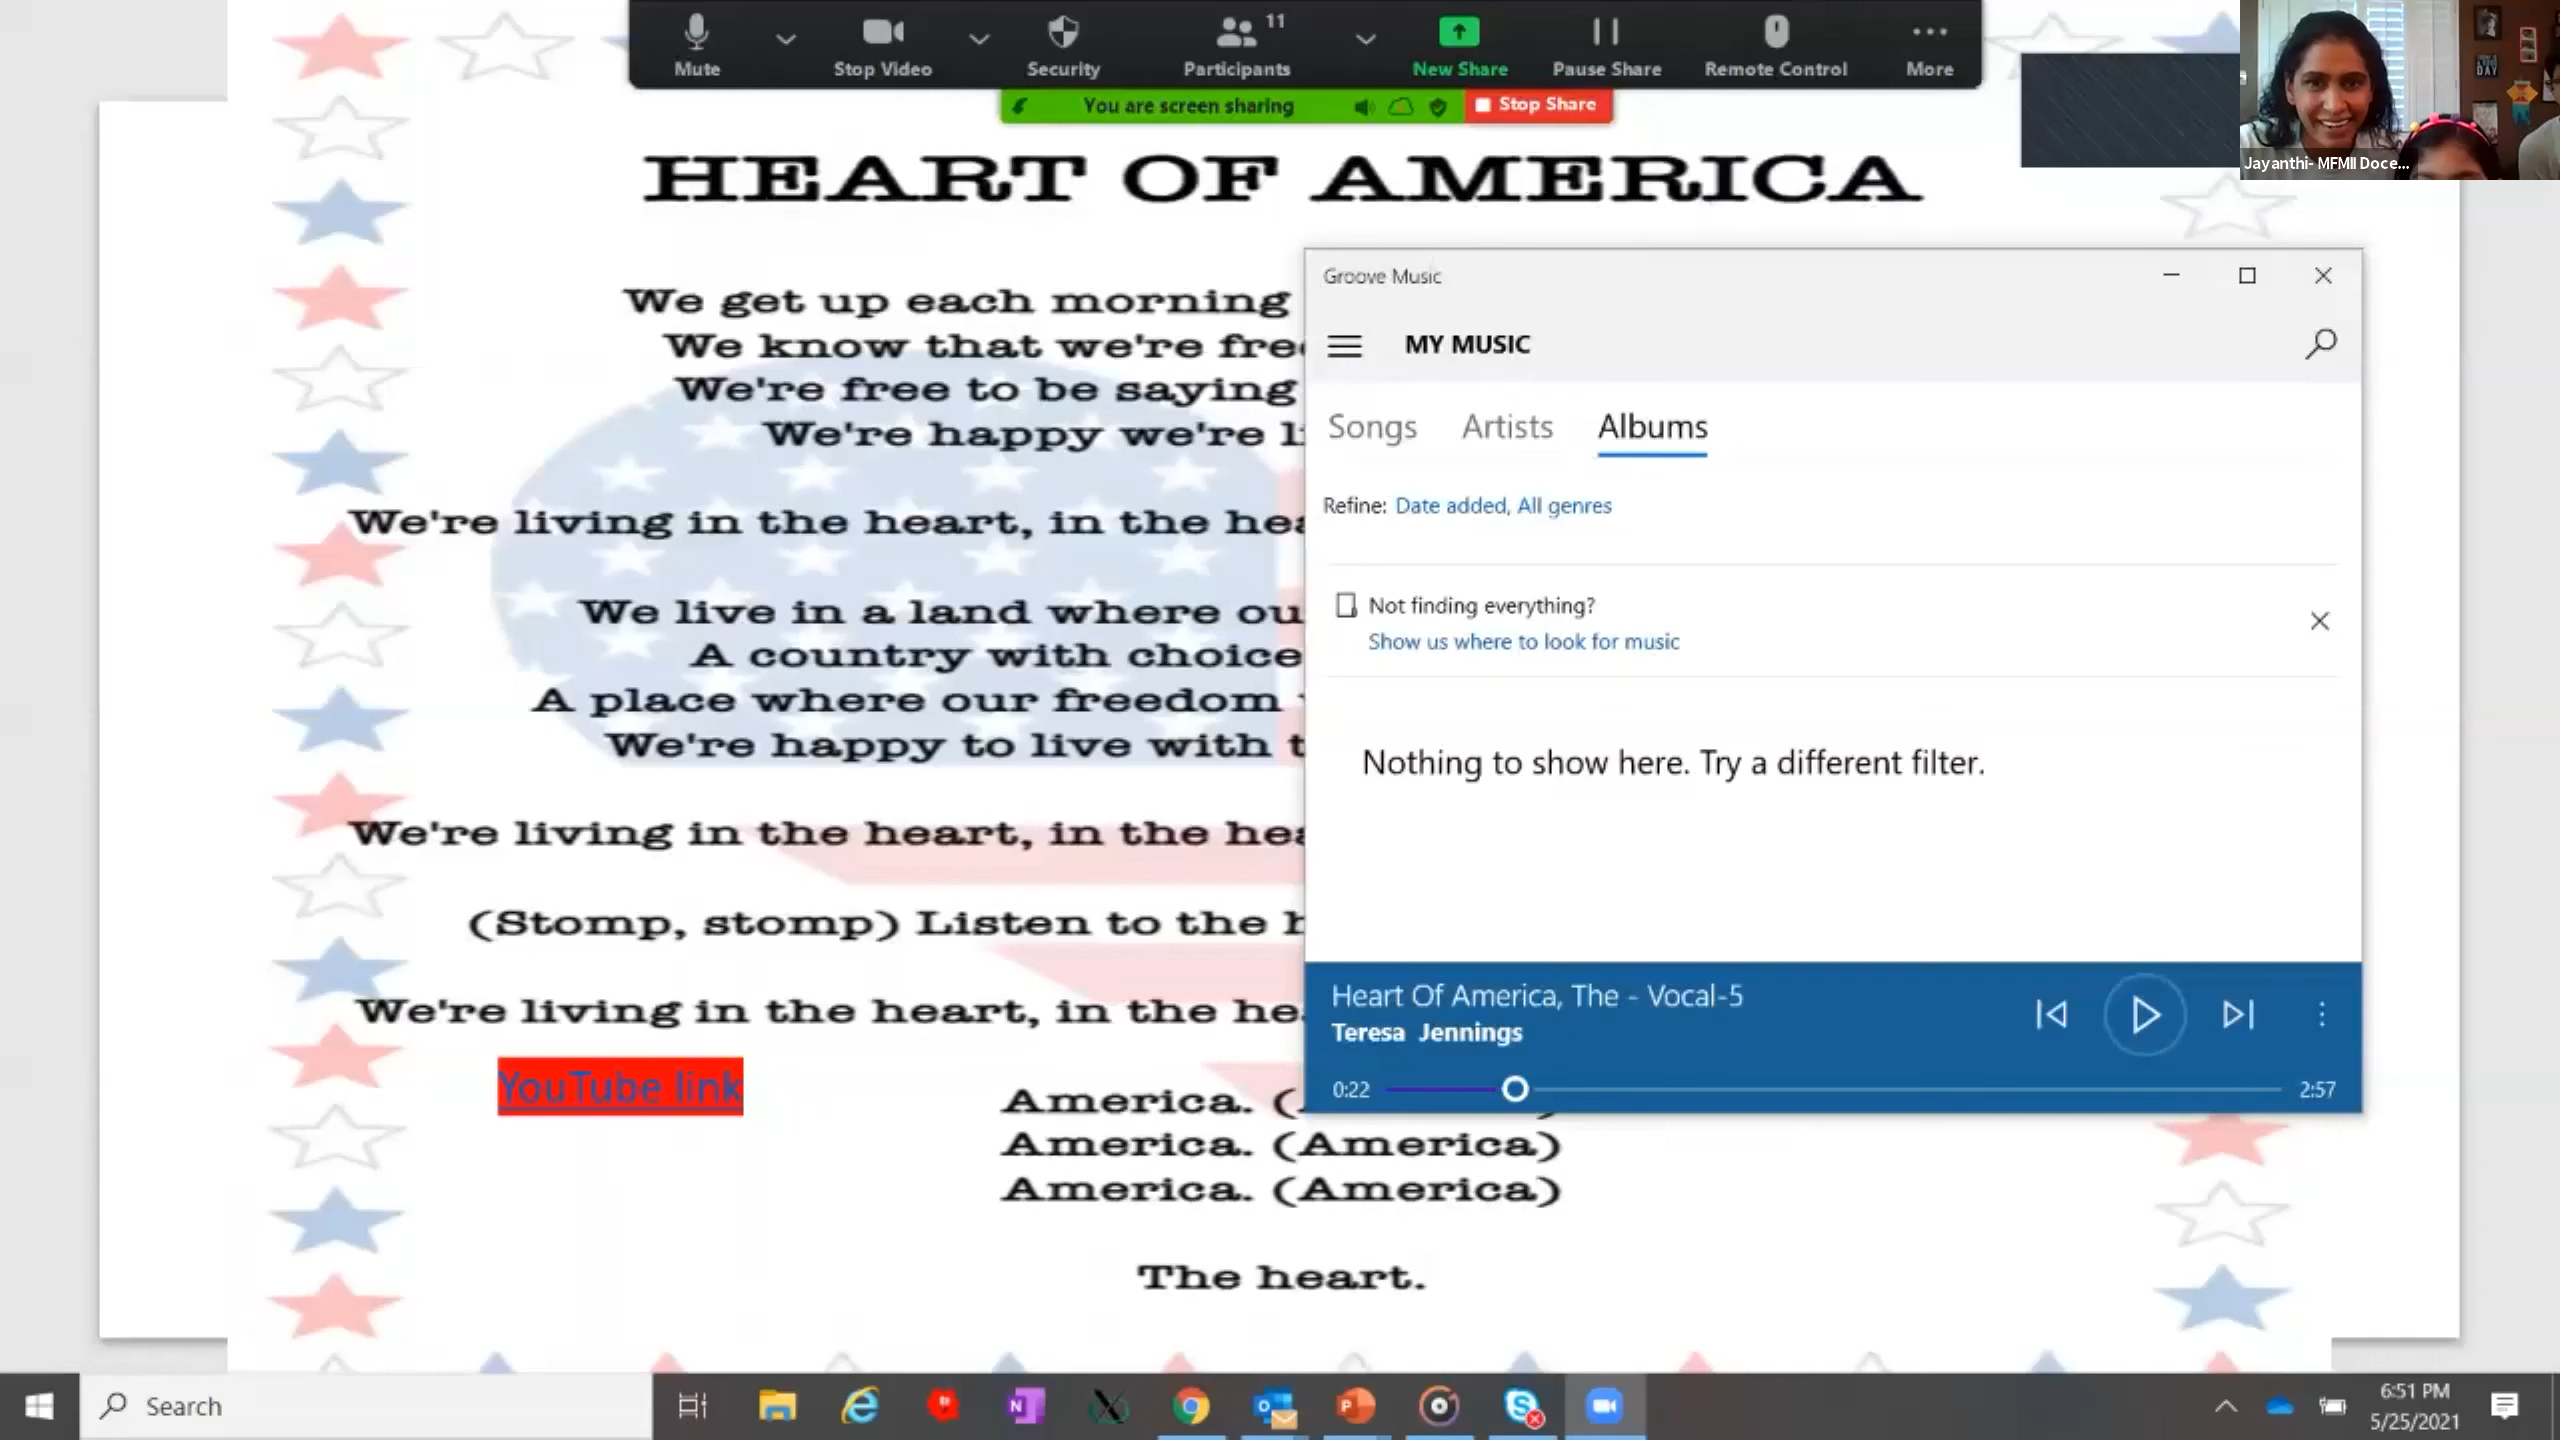 Mute
Stop Video
Security
Participants
11
New Share
Pause Share
Remote Control
More
You are screen sharing
Stop Share
Jayanthi- MFMII Doce...
DAY
HEART OF AMERICA
We get up each morning
We know that we're free
We're free to be saying
We're happy we're li
We're living in the heart, in the hea
We live in a land where ou
A country with choice
A place where our freedom
We're happy to live with t
We're living in the heart, in the hea
(Stomp, stomp) Listen to the h
We're living in the heart, in the hea
YouTube link
America. (
America. (America)
America. (America)
The heart.
Groove Music
MY MUSIC
Songs Artists Albums
Refine: Date added, All genres
Not finding everything?
Show us where to look for music
Nothing to show here. Try a different filter.
Heart Of America, The - Vocal-5
Teresa Jennings
0:22
2:57
Search
6:51 PM
5/25/2021